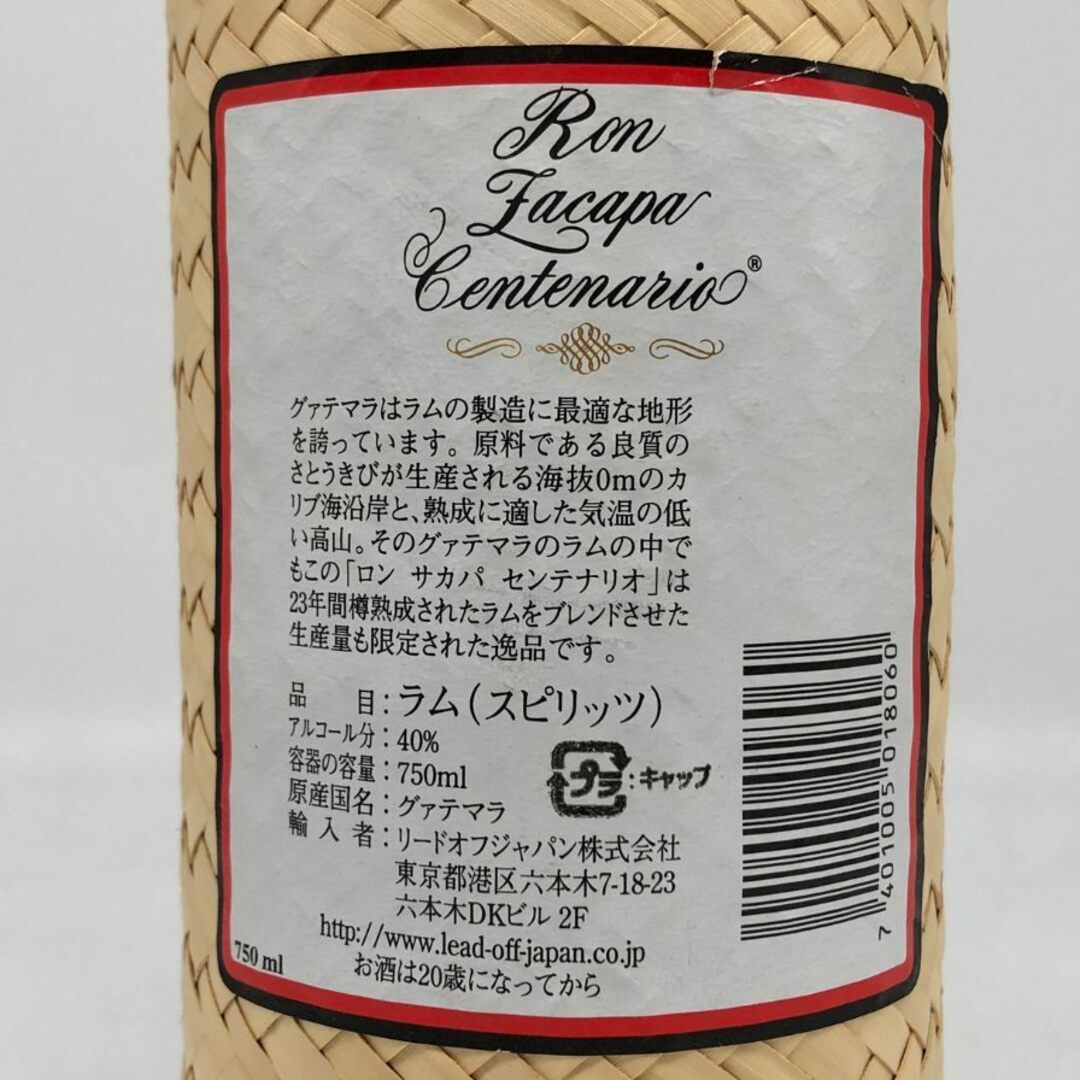 Ron
Zacapa
Centenario®
グァテマラはラムの製造に最適な地形
を誇っています。原料である良質の
さとうきびが生産される海抜0mのカ
リブ海沿岸と、熟成に適した気温の低
い高山。そのグァテマラのラムの中で
もこの「ロン サカパ センテナリオ」は
23年間樽熟成されたラムをブレンドさせた
生産量も限定された逸品です。
品 目：ラム（スピリッツ）
アルコール分：40%
容器の容量：750ml
原産国名：グァテマラ
輸入者：リードオフジャパン株式会社
東京都港区六本木7-18-23
六本木DKビル 2F
http://www.lead-off-japan.co.jp
お酒は20歳になってから
750 ml
プラ：キャップ
7 401005 018060